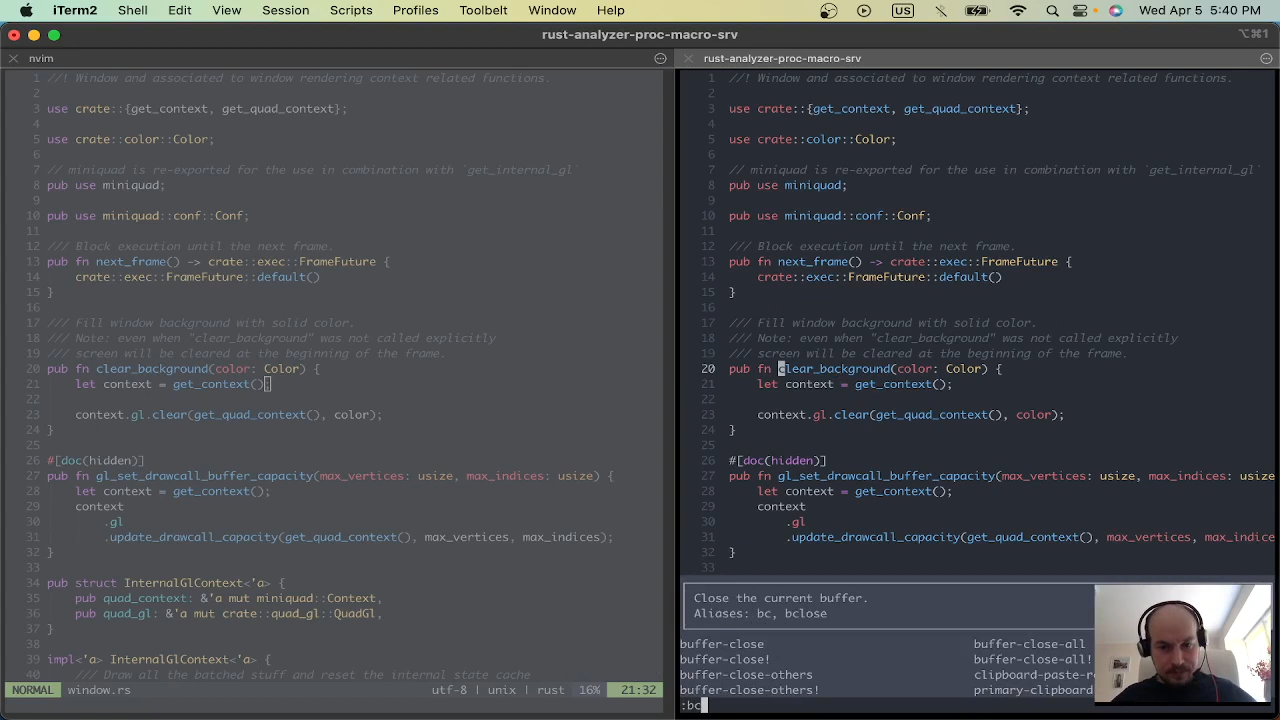 iTerm2 Shell Edit View Session Scripts Profiles Toolbelt Window Help US Wed Apr 5 5:40 PM
rust-analyzer-proc-macro-srv ⌥⌘1
nvim
1 //! Window and associated to window rendering context related functions.
2
3 use crate::{get_context, get_quad_context};
4
5 use crate::color::Color;
6
7 // miniquad is re-exported for the use in combination with `get_internal_gl`
8 pub use miniquad;
9
10 pub use miniquad::conf::Conf;
11
12 /// Block execution until the next frame.
13 pub fn next_frame() -> crate::exec::FrameFuture {
14     crate::exec::FrameFuture::default()
15 }
16
17 /// Fill window background with solid color.
18 /// Note: even when "clear_background" was not called explicitly
19 /// screen will be cleared at the beginning of the frame.
20 pub fn clear_background(color: Color) {
21     let context = get_context();
22
23     context.gl.clear(get_quad_context(), color);
24 }
25
26 #[doc(hidden)]
27 pub fn gl_set_drawcall_buffer_capacity(max_vertices: usize, max_indices: usize) {
28     let context = get_context();
29     context
30         .gl
31         .update_drawcall_capacity(get_quad_context(), max_vertices, max_indices);
32 }
33
34 pub struct InternalGlContext<'a> {
35     pub quad_context: &'a mut miniquad::Context,
36     pub quad_gl: &'a mut crate::quad_gl::QuadGl,
37 }
38
39 impl<'a> InternalGlContext<'a> {
40     /// Draw all the batched stuff and reset the internal state cache
NORMAL window.rs utf-8 | unix | rust 16% 21:32
rust-analyzer-proc-macro-srv
1 //! Window and associated to window rendering context related functions.
2
3 use crate::{get_context, get_quad_context};
4
5 use crate::color::Color;
6
7 // miniquad is re-exported for the use in combination with `get_internal_gl`
8 pub use miniquad;
9
10 pub use miniquad::conf::Conf;
11
12 /// Block execution until the next frame.
13 pub fn next_frame() -> crate::exec::FrameFuture {
14     crate::exec::FrameFuture::default()
15 }
16
17 /// Fill window background with solid color.
18 /// Note: even when "clear_background" was not called explicitly
19 /// screen will be cleared at the beginning of the frame.
20 pub fn clear_background(color: Color) {
21     let context = get_context();
22
23     context.gl.clear(get_quad_context(), color);
24 }
25
26 #[doc(hidden)]
27 pub fn gl_set_drawcall_buffer_capacity(max_vertices: usize, max_indices: usize
28     let context = get_context();
29     context
30         .gl
31         .update_drawcall_capacity(get_quad_context(), max_vertices, max_indice
32 }
33
Close the current buffer.
Aliases: bc, bclose
buffer-close buffer-close-all
buffer-close! buffer-close-all!
buffer-close-others clipboard-paste-r
buffer-close-others! primary-clipboard
:bc